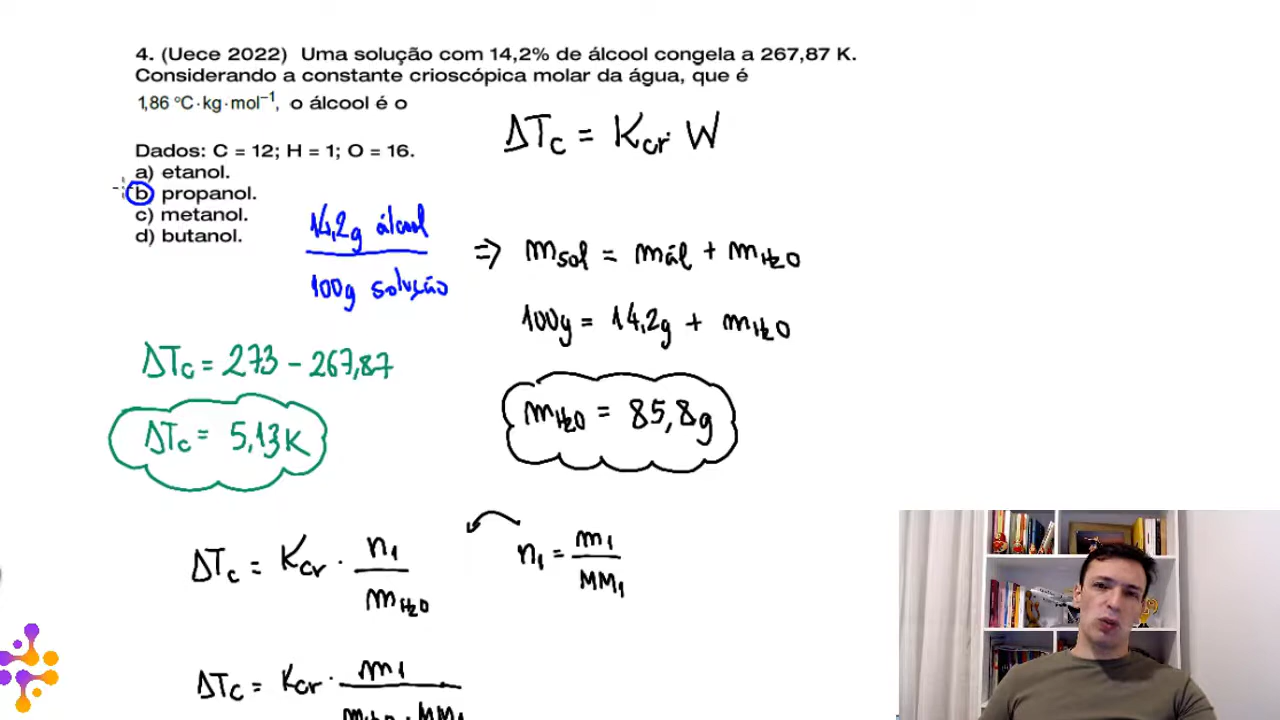 4. (Uece 2022) Uma solução com 14,2% de álcool congela a 267,87 K.
Considerando a constante crioscópica molar da água, que é
1,86 °C·kg·mol⁻¹, o álcool é o
ΔTc = Kcr. W
Dados: C = 12; H = 1; O = 16.
a) etanol.
b) propanol.
c) metanol.
d) butanol.
14,2g álcool
100g solução
⇒ msol = mál + mH2O
100g = 14,2g + mH2O
ΔTc = 273 - 267,87
mH2O = 85,8g
ΔTc = 5,13K
ΔTc = Kcr · n1 / mH2O
n1 = m1 / MM1
ΔTc = Kcr · m1 / mH2O · MM1